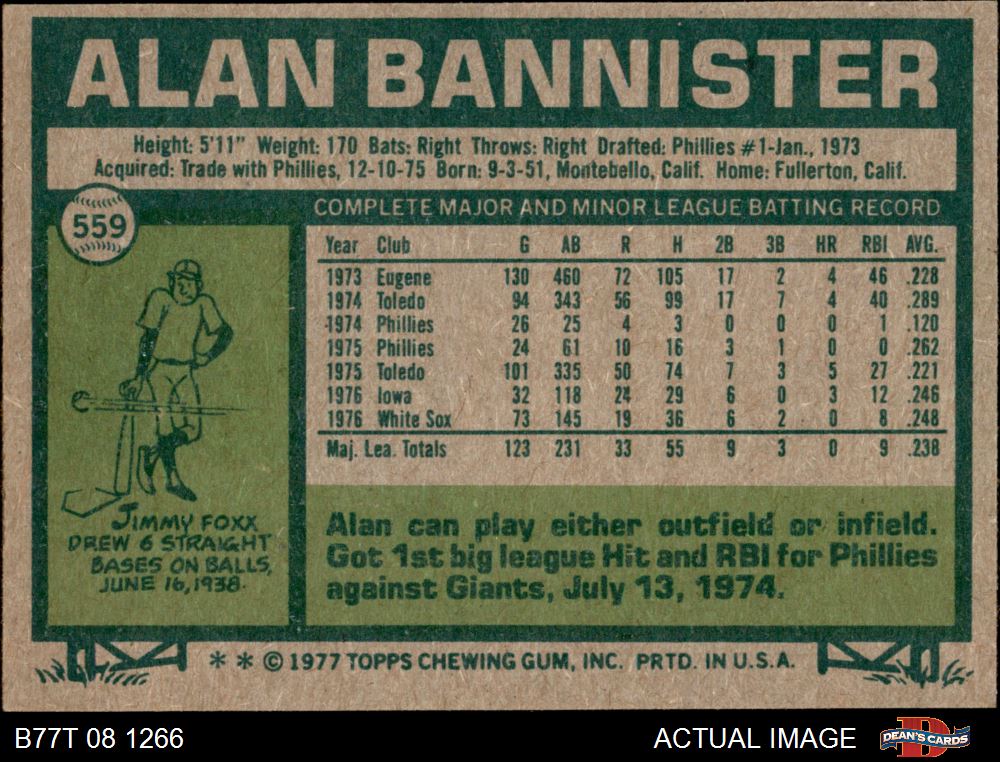 ALAN BANNISTER
Height: 5'11" Weight: 170 Bats: Right Throws: Right Drafted: Phillies #1-Jan., 1973
Acquired: Trade with Phillies, 12-10-75 Born: 9-3-51, Montebello, Calif. Home: Fullerton, Calif.
559
COMPLETE MAJOR AND MINOR LEAGUE BATTING RECORD
Year Club G AB R H 2B 3B HR RBI AVG.
1973 Eugene 130 460 72 105 17 2 4 46 .228
1974 Toledo 94 343 56 99 17 7 4 40 .289
1974 Phillies 26 25 4 3 0 0 0 1 .120
1975 Phillies 24 61 10 16 3 1 0 0 .262
1975 Toledo 101 335 50 74 7 3 5 27 .221
1976 Iowa 32 118 24 29 6 0 3 12 .246
1976 White Sox 73 145 19 36 6 2 0 8 .248
Maj. Lea. Totals 123 231 33 55 9 3 0 9 .238
JIMMY FOXX
DREW 6 STRAIGHT
BASES ON BALLS,
JUNE 16, 1938.
Alan can play either outfield or infield.
Got 1st big league Hit and RBI for Phillies
against Giants, July 13, 1974.
** © 1977 TOPPS CHEWING GUM, INC. PRTD. IN U.S.A.
B77T 08 1266
ACTUAL IMAGE
DEAN'S CARDS